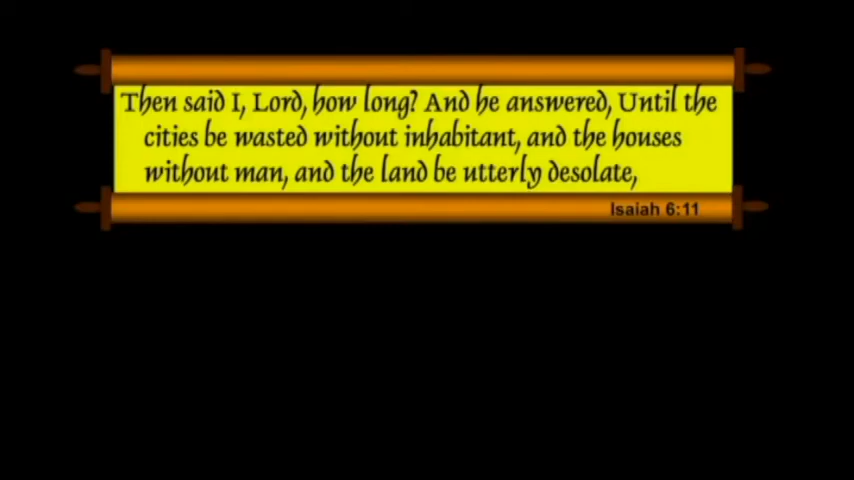 Then said I, Lord, how long? And he answered, Until the
cities be wasted without inhabitant, and the houses
without man, and the land be utterly desolate,
Isaiah 6:11